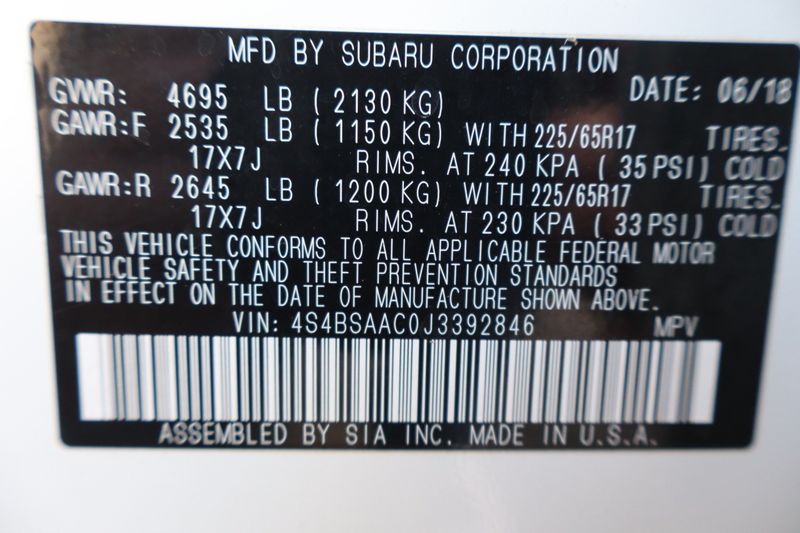 MFD BY SUBARU CORPORATION
GVWR: 4695 LB ( 2130 KG) DATE: 06/18
GAWR:F 2535 LB ( 1150 KG) WITH 225/65R17 TIRES.
17X7J RIMS. AT 240 KPA ( 35 PSI) COLD
GAWR:R 2645 LB ( 1200 KG) WITH 225/65R17 TIRES.
17X7J RIMS. AT 230 KPA ( 33 PSI) COLD
THIS VEHICLE CONFORMS TO ALL APPLICABLE FEDERAL MOTOR
VEHICLE SAFETY AND THEFT PREVENTION STANDARDS
IN EFFECT ON THE DATE OF MANUFACTURE SHOWN ABOVE.
VIN: 4S4BSAAC0J3392846 MPV
ASSEMBLED BY SIA INC. MADE IN U.S.A.